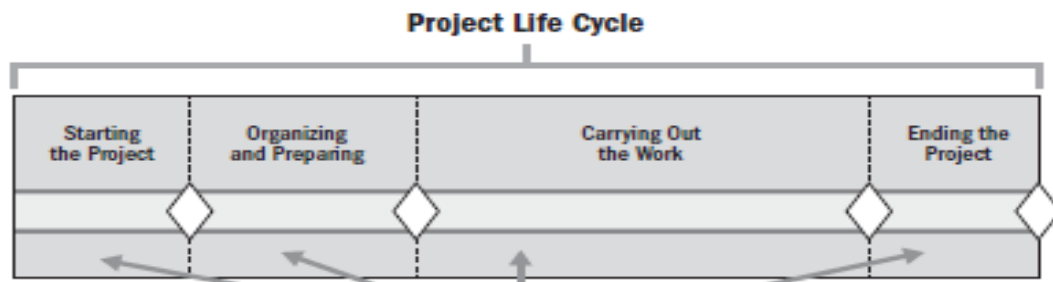 Project Life Cycle
Starting
the Project
Organizing
and Preparing
Carrying Out
the Work
Ending the
Project